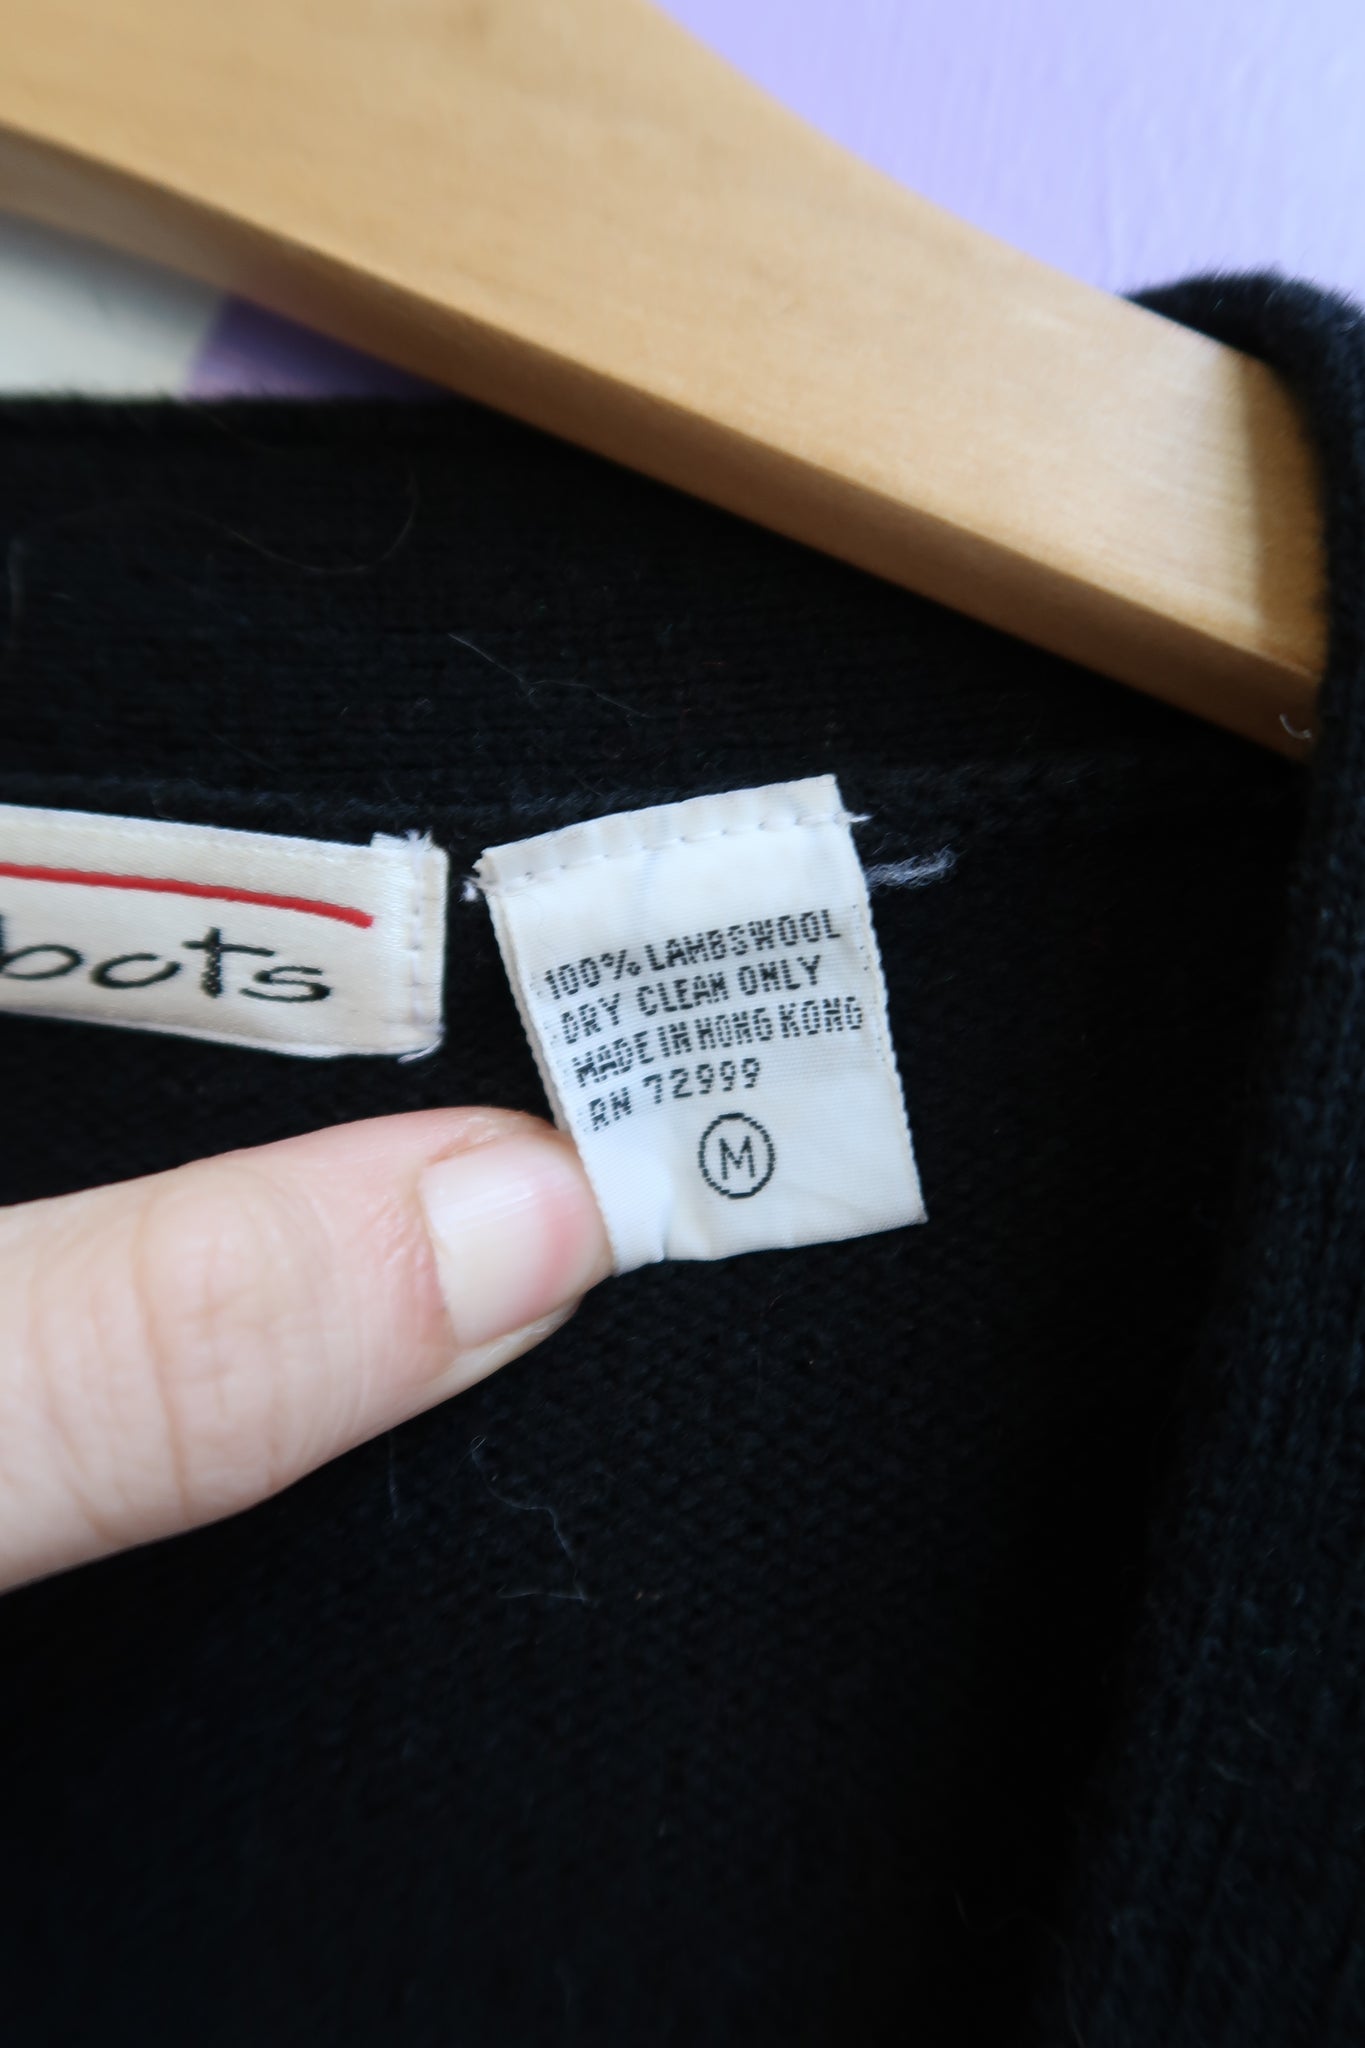 bots
100% LAMBSWOOL
DRY CLEAN ONLY
MADE IN HONG KONG
RN 72999
M